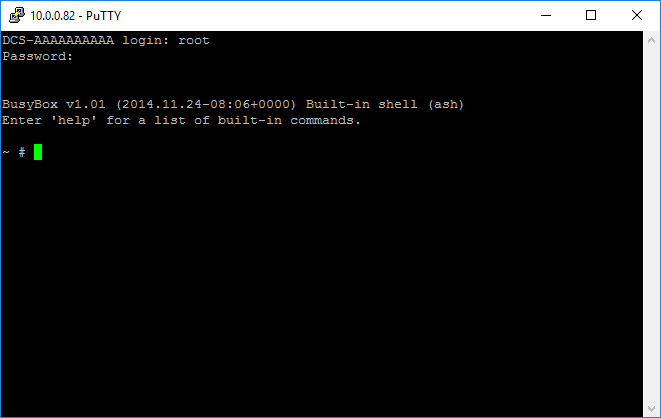 10.0.0.82 - PuTTY
DCS-AAAAAAAAAA login: root
Password:
BusyBox v1.01 (2014.11.24-08:06+0000) Built-in shell (ash)
Enter 'help' for a list of built-in commands.
~ #